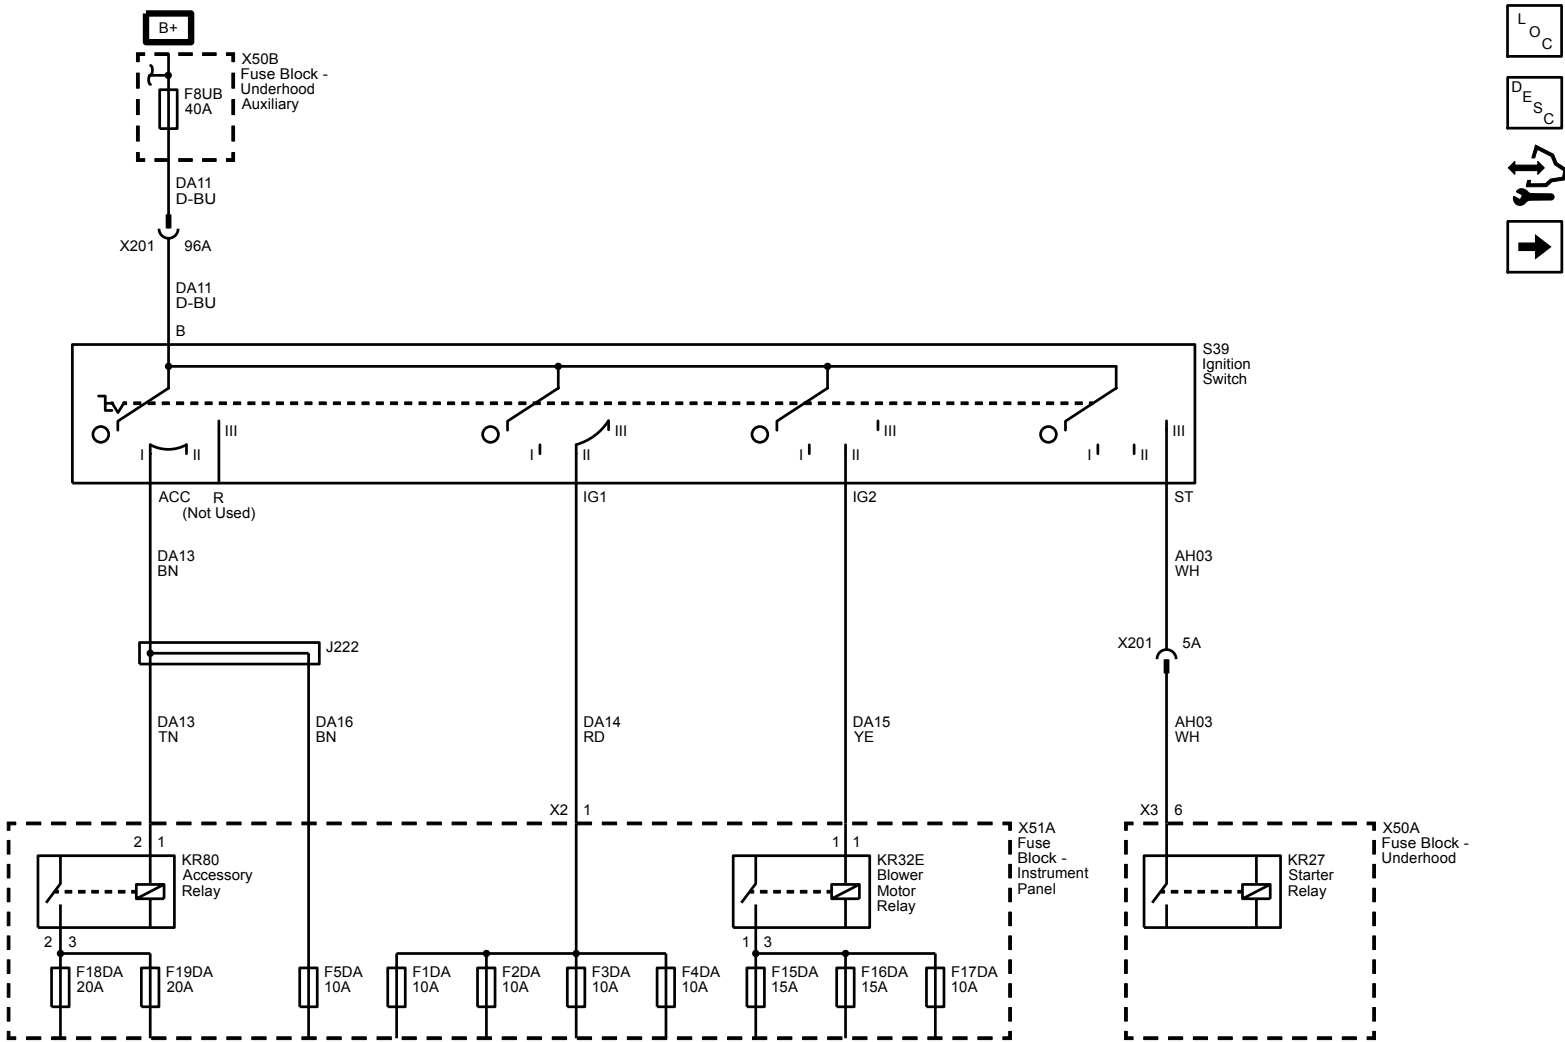 B+
X50B
Fuse Block -
Underhood
Auxiliary
F8UB
40A
DA11
D-BU
X201 96A
DA11
D-BU
B
S39
Ignition
Switch
I II III
I II III
I II III
I II III
ACC R
(Not Used)
IG1
IG2
ST
DA13
BN
AH03
WH
J222
X201 5A
DA13
TN
DA16
BN
DA14
RD
DA15
YE
AH03
WH
X2 1
X3 6
X51A
Fuse
Block -
Instrument
Panel
X50A
Fuse Block -
Underhood
2 1
KR80
Accessory
Relay
1 1
KR32E
Blower
Motor
Relay
KR27
Starter
Relay
2 3
1 3
F18DA
20A
F19DA
20A
F5DA
10A
F1DA
10A
F2DA
10A
F3DA
10A
F4DA
10A
F15DA
15A
F16DA
15A
F17DA
10A
LOC
DESC